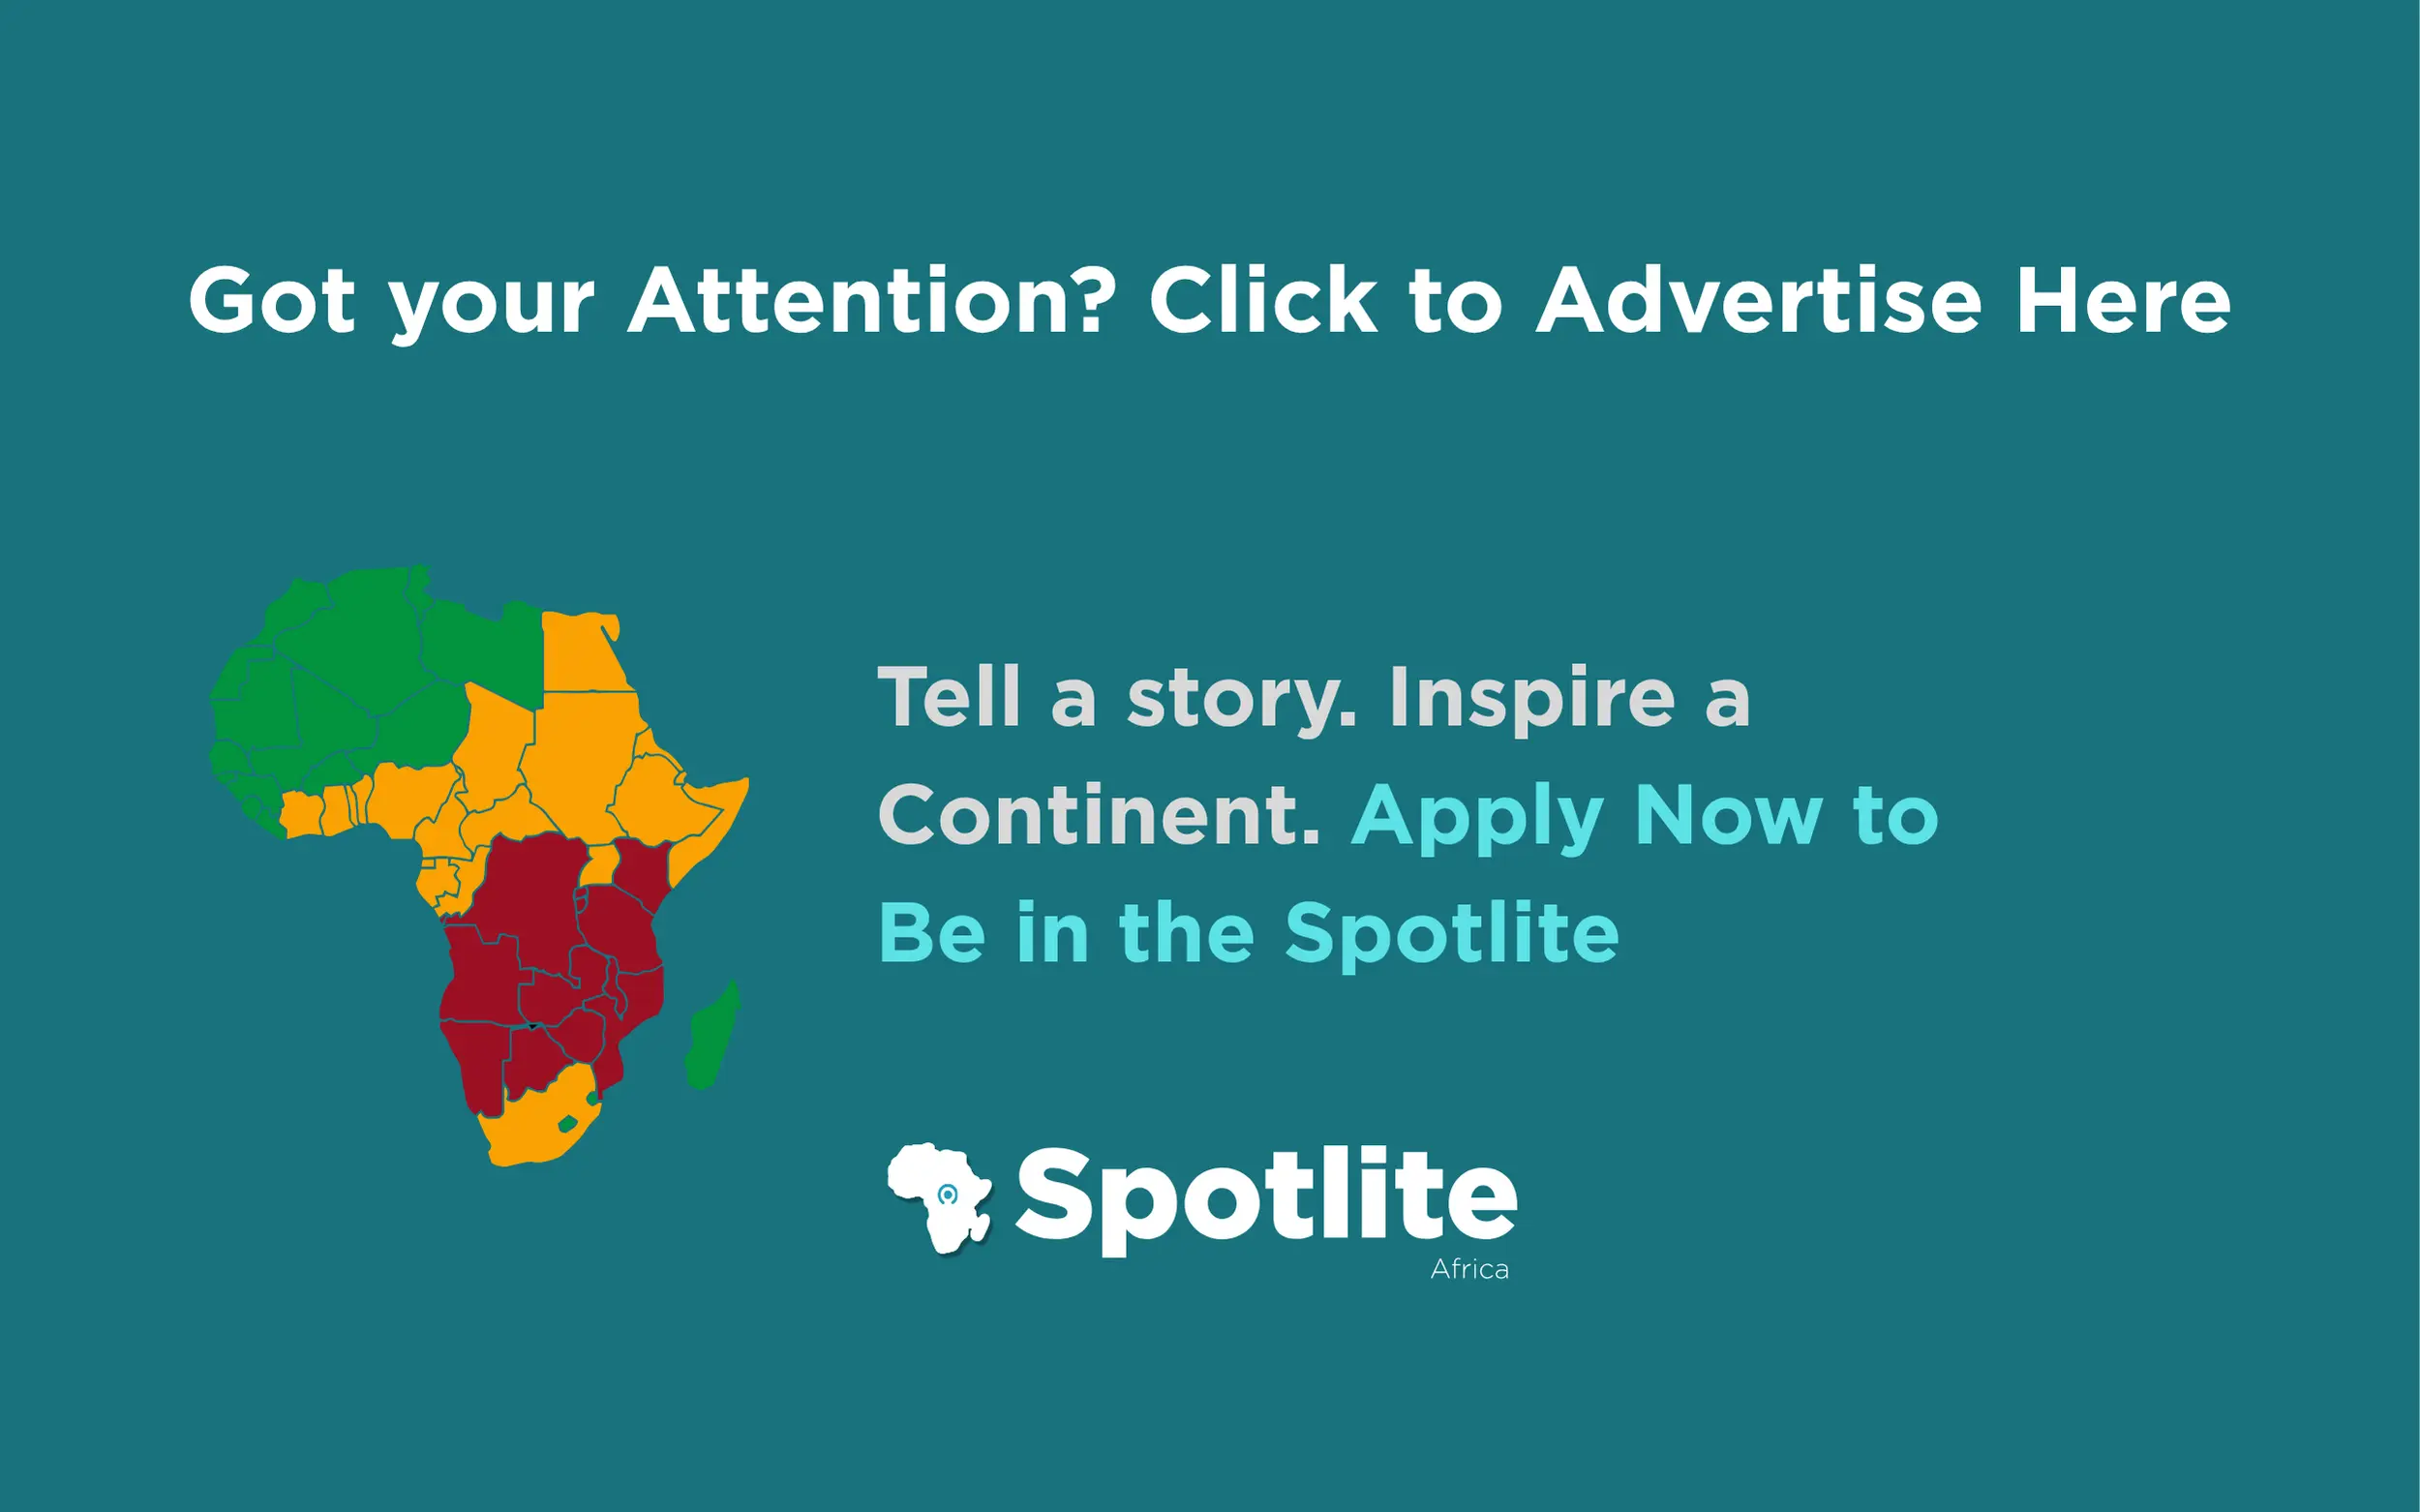 Got your Attention? Click to Advertise Here
Tell a story. Inspire a
Continent. Apply Now to
Be in the Spotlite
Spotlite
Africa